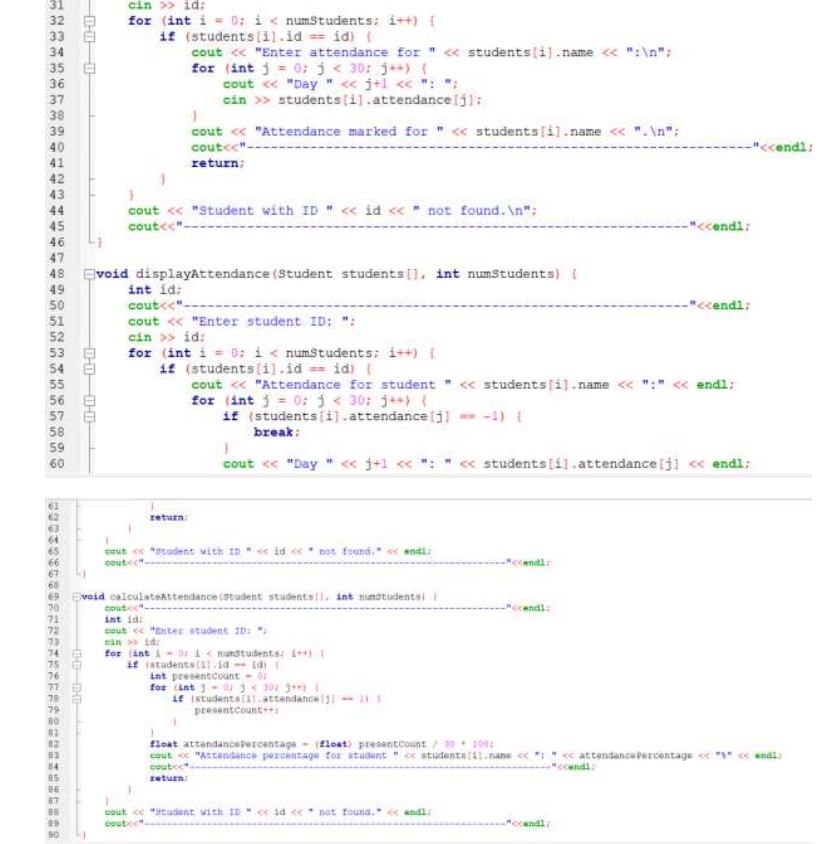 31 cin >> id;
32 for (int i = 0; i < numStudents; i++) {
33 if (students[i].id == id) {
34 cout << "Enter attendance for " << students[i].name << ":\n";
35 for (int j = 0; j < 30; j++) {
36 cout << "Day " << j+1 << ": ";
37 cin >> students[i].attendance[j];
38 }
39 cout << "Attendance marked for " << students[i].name << ".\n";
40 cout<<"--------------------------------------------------------------------"<<endl;
41 return;
42 }
43 }
44 cout << "Student with ID " << id << " not found.\n";
45 cout<<"--------------------------------------------------------------------"<<endl;
46 }
47
48 void displayAttendance(Student students[], int numStudents) {
49 int id;
50 cout<<"--------------------------------------------------------------------"<<endl;
51 cout << "Enter student ID: ";
52 cin >> id;
53 for (int i = 0; i < numStudents; i++) {
54 if (students[i].id == id) {
55 cout << "Attendance for student " << students[i].name << ":" << endl;
56 for (int j = 0; j < 30; j++) {
57 if (students[i].attendance[j] == -1) {
58 break;
59 }
60 cout << "Day " << j+1 << ": " << students[i].attendance[j] << endl;
61 }
62 return;
63 }
64 }
65 cout << "Student with ID " << id << " not found." << endl;
66 cout<<"--------------------------------------------------------------------"<<endl;
67 }
68
69 void calculateAttendance(Student students[], int numStudents) {
70 cout<<"--------------------------------------------------------------------"<<endl;
71 int id;
72 cout << "Enter student ID: ";
73 cin >> id;
74 for (int i = 0; i < numStudents; i++) {
75 if (students[i].id == id) {
76 int presentCount = 0;
77 for (int j = 0; j < 30; j++) {
78 if (students[i].attendance[j] == 1) {
79 presentCount++;
80 }
81 }
82 float attendancePercentage = (float) presentCount / 30 * 100;
83 cout << "Attendance percentage for student " << students[i].name << ": " << attendancePercentage << "%" << endl;
84 cout<<"--------------------------------------------------------------------"<<endl;
85 return;
86 }
87 }
88 cout << "Student with ID " << id << " not found." << endl;
89 cout<<"--------------------------------------------------------------------"<<endl;
90 }